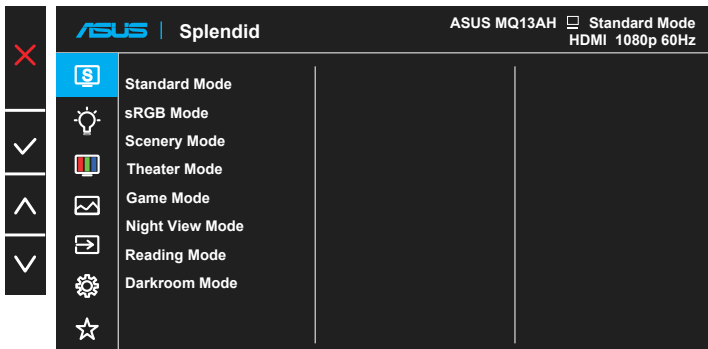 ASUS Splendid
ASUS MQ13AH Standard Mode
HDMI 1080p 60Hz
S
Standard Mode
sRGB Mode
Scenery Mode
Theater Mode
Game Mode
Night View Mode
Reading Mode
Darkroom Mode